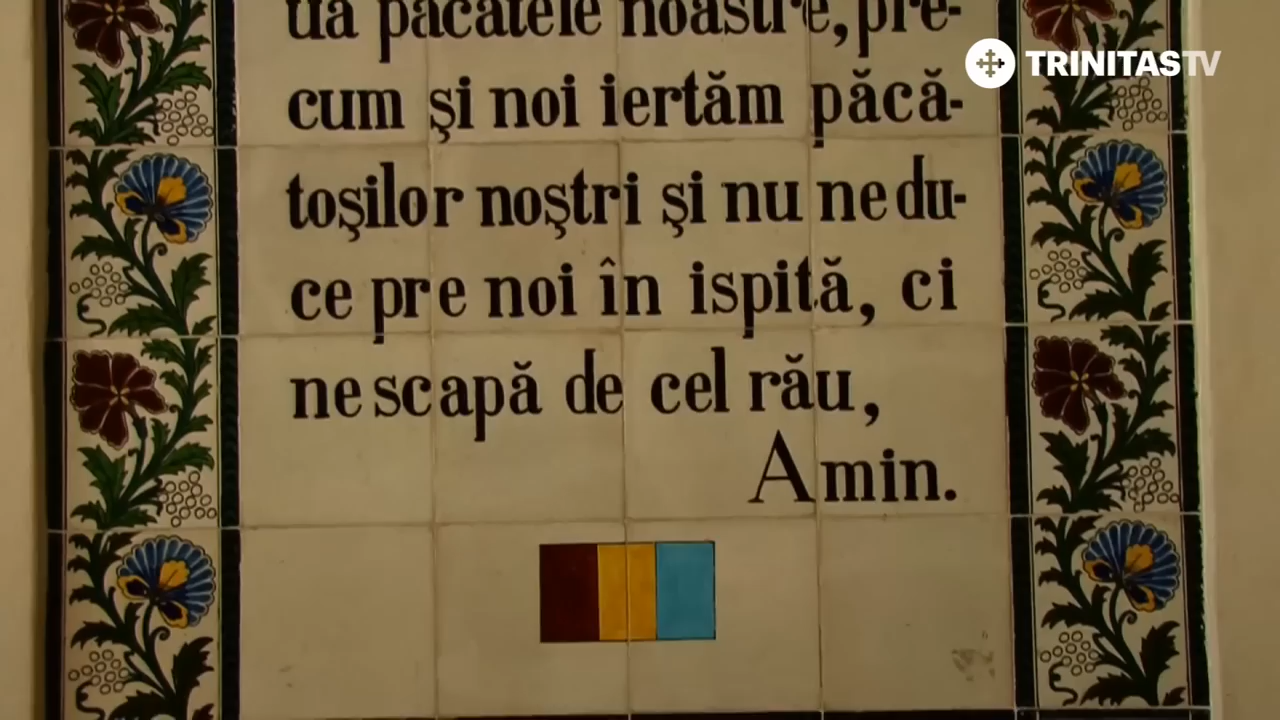 uă păcatele noastre, pre-
cum şi noi iertăm păcă-
toşilor noştri şi nu ne du-
ce pre noi în ispită, ci
ne scapă de cel rău,
Amin.
TRINITAS TV